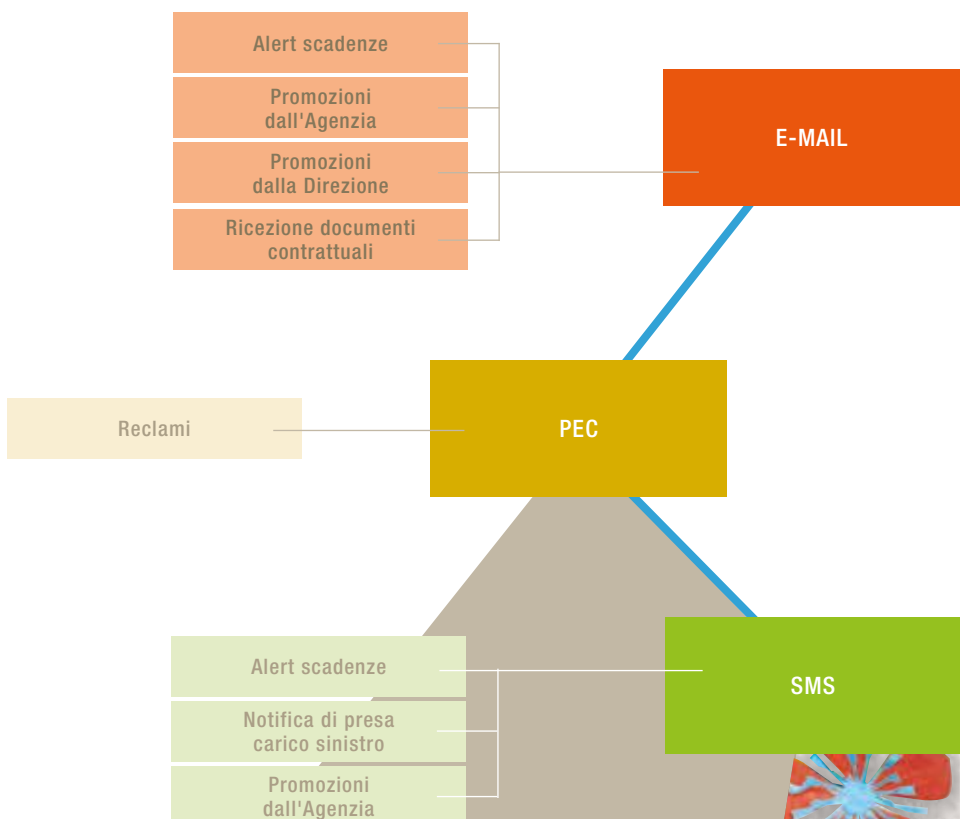 Alert scadenze
Promozioni
dall'Agenzia
Promozioni
dalla Direzione
Ricezione documenti
contrattuali
E-MAIL
Reclami
PEC
Alert scadenze
Notifica di presa
carico sinistro
Promozioni
dall'Agenzia
SMS